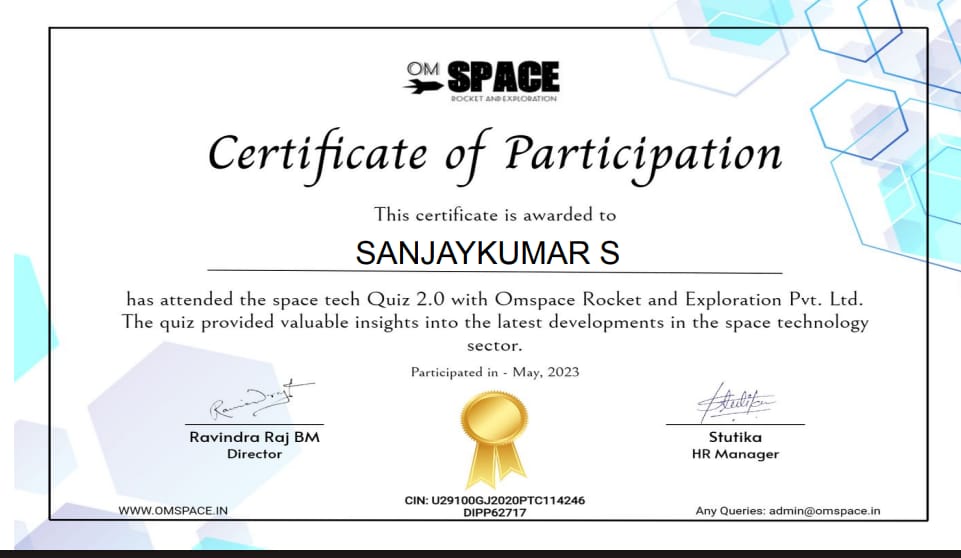 OM SPACE
ROCKET AND EXPLORATION
Certificate of Participation
This certificate is awarded to
SANJAYKUMAR S
has attended the space tech Quiz 2.0 with Omspace Rocket and Exploration Pvt. Ltd.
The quiz provided valuable insights into the latest developments in the space technology
sector.
Participated in - May, 2023
Ravindra Raj BM
Director
Stutika
HR Manager
CIN: U29100GJ2020PTC114246
DIPP62717
WWW.OMSPACE.IN
Any Queries: admin@omspace.in